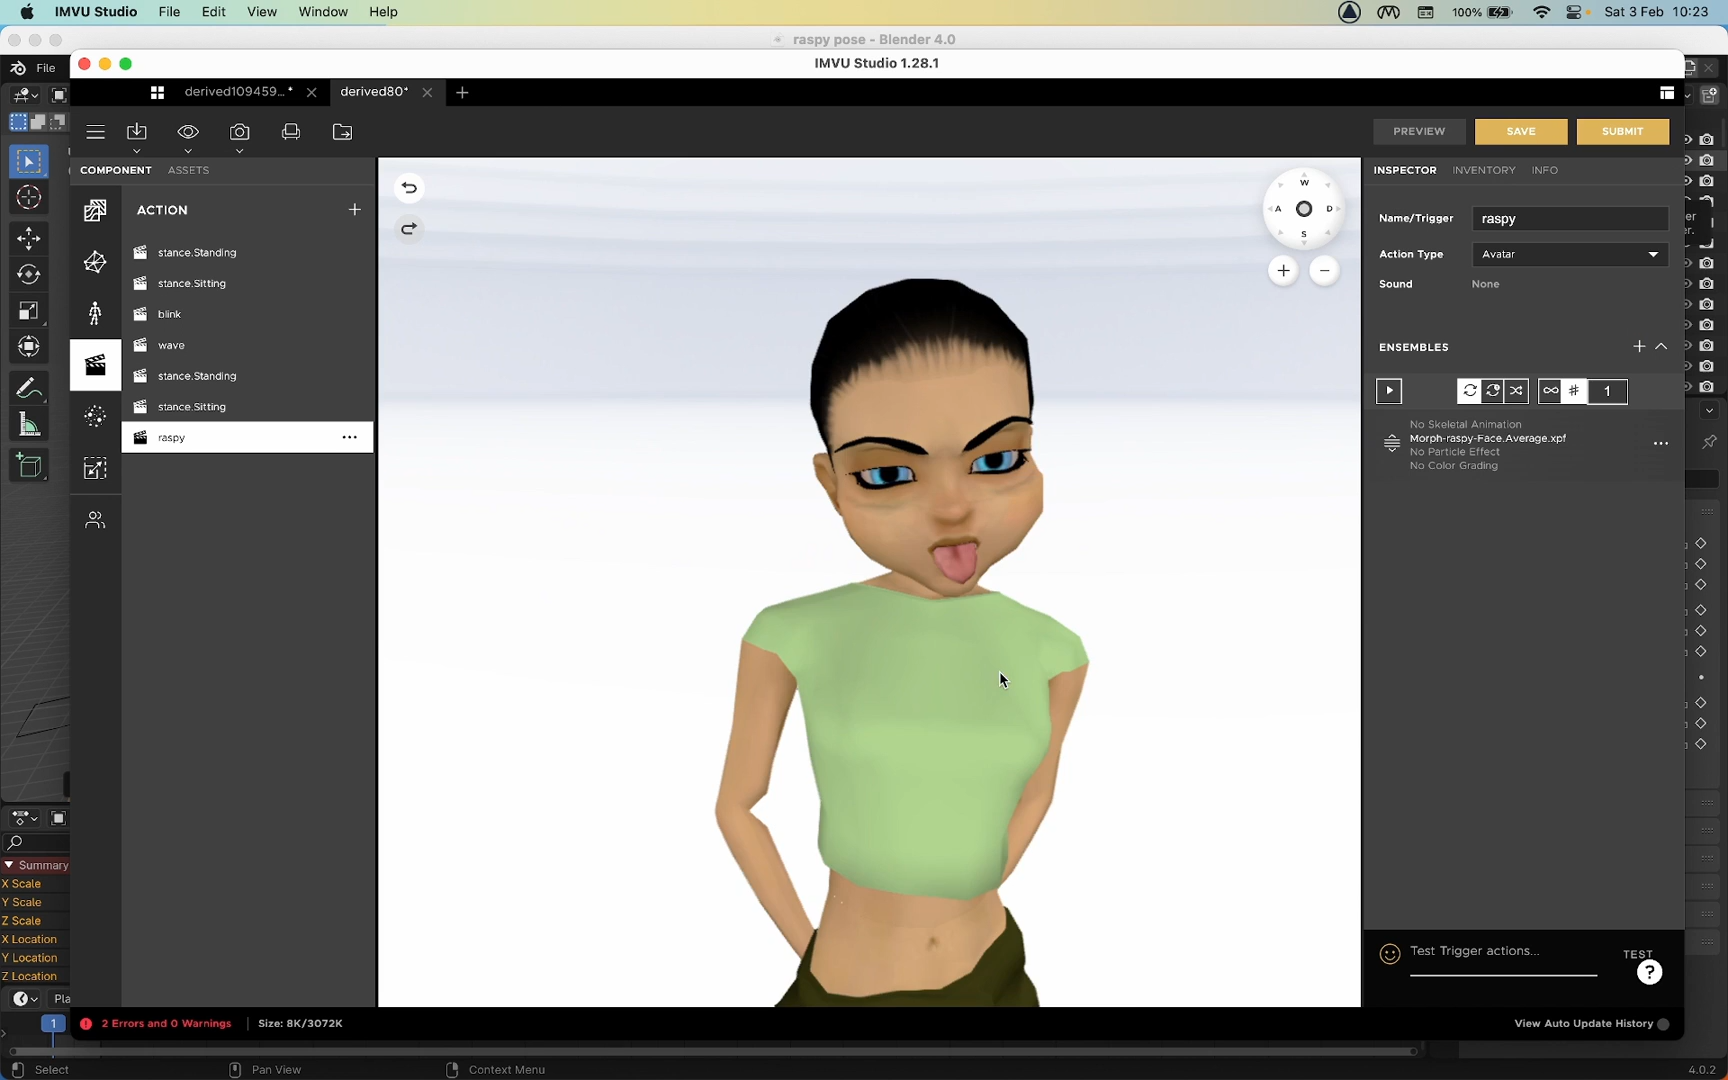 IMVU Studio File Edit View Window Help 100% Sat 3 Feb 10:23
raspy pose - Blender 4.0
File
IMVU Studio 1.28.1
derived109459... * derived80*
PREVIEW SAVE SUBMIT
COMPONENT ASSETS
INSPECTOR INVENTORY INFO
ACTION
stance.Standing
stance.Sitting
blink
wave
stance.Standing
stance.Sitting
raspy
W
A D
S
Name/Trigger raspy
Action Type Avatar
Sound None
ENSEMBLES
# 1
No Skeletal Animation
Morph-raspy-Face.Average.xpf
No Particle Effect
No Color Grading
Test Trigger actions...
TEST
?
Summary
X Scale
Y Scale
Z Scale
X Location
Y Location
Z Location
Pla
1
2 Errors and 0 Warnings Size: 8K/3072K
View Auto Update History
Select Pan View Context Menu 4.0.2